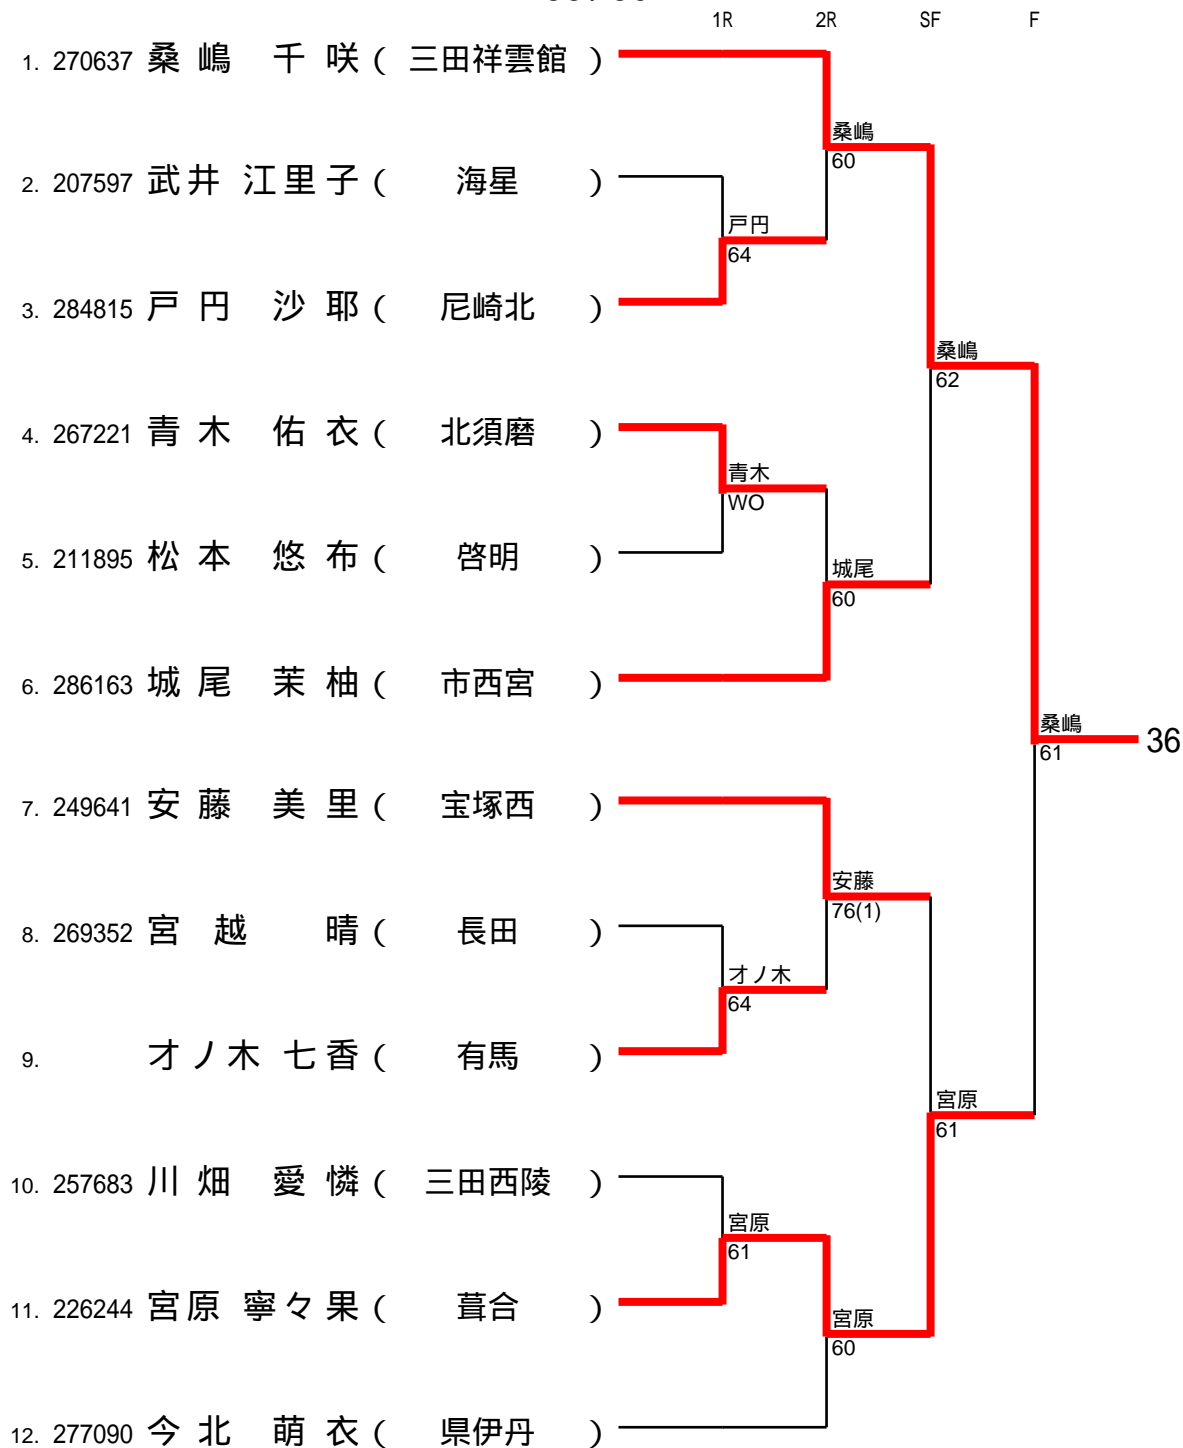 1R 2R SF F
1. 270637 桑嶋 千咲 ( 三田祥雲館 )
桑嶋
60
2. 207597 武井 江里子 ( 海星 )
戸円
64
3. 284815 戸円 沙耶 ( 尼崎北 )
桑嶋
62
4. 267221 青木 佑衣 ( 北須磨 )
青木
WO
5. 211895 松本 悠布 ( 啓明 )
城尾
60
6. 286163 城尾 茉柚 ( 市西宮 )
桑嶋
61
36
7. 249641 安藤 美里 ( 宝塚西 )
安藤
76(1)
8. 269352 宮越 晴 ( 長田 )
オノ木
64
9. オノ木 七香 ( 有馬 )
宮原
61
10. 257683 川畑 愛憐 ( 三田西陵 )
宮原
61
11. 226244 宮原 寧々果 ( 葺合 )
宮原
60
12. 277090 今北 萌衣 ( 県伊丹 )